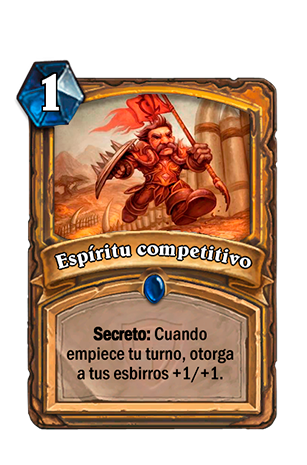 1
Espíritu competitivo
Secreto: Cuando
empiece tu turno, otorga
a tus esbirros +1/+1.